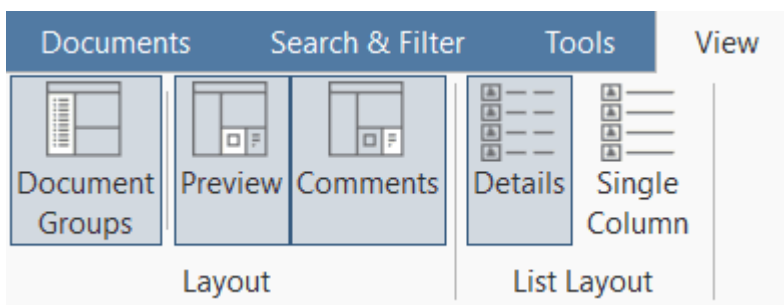 Documents Search & Filter Tools View
Document Groups Preview Comments Details Single Column
Layout List Layout